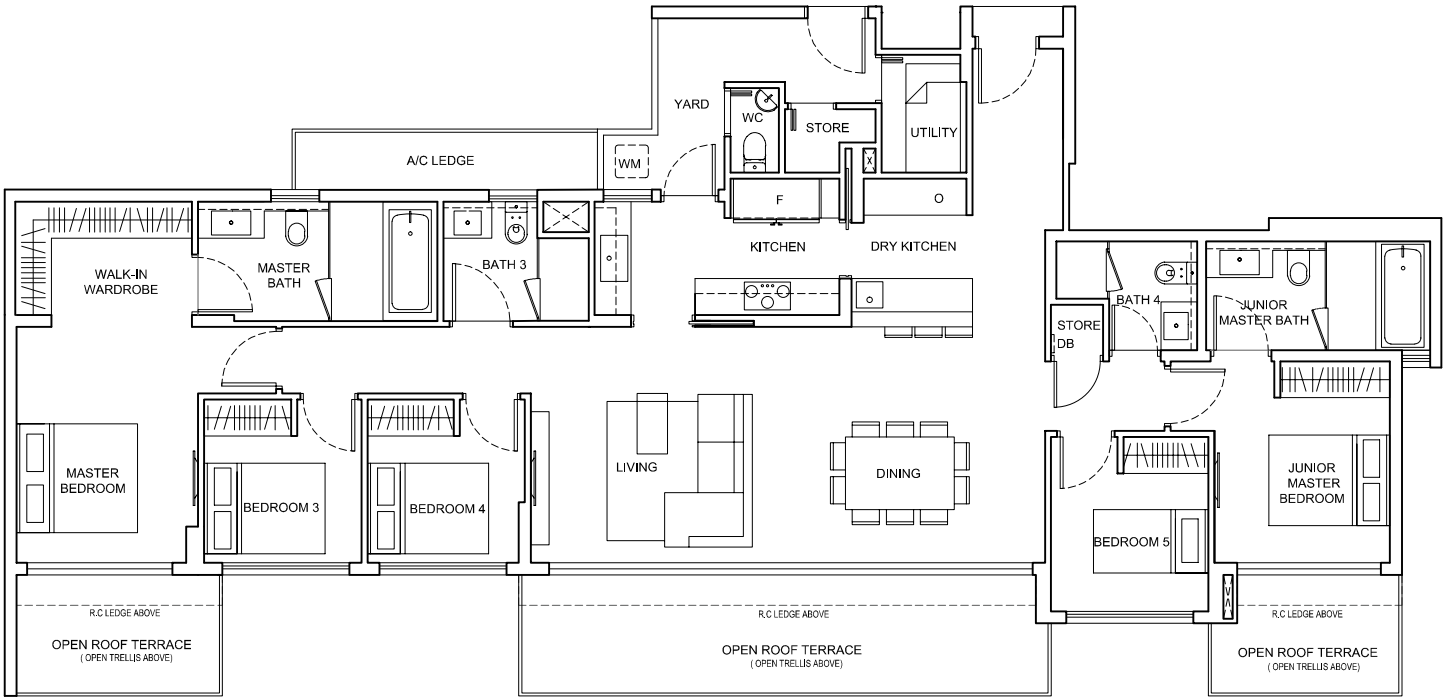 YARD
WC
STORE
UTILITY
A/C LEDGE
WM
F
O
WALK-IN
WARDROBE
MASTER
BATH
BATH 3
KITCHEN
DRY KITCHEN
BATH 4
JUNIOR
MASTER BATH
STORE
DB
MASTER
BEDROOM
BEDROOM 3
BEDROOM 4
LIVING
DINING
BEDROOM 5
JUNIOR
MASTER
BEDROOM
R.C LEDGE ABOVE
OPEN ROOF TERRACE
( OPEN TRELLIS ABOVE)
R.C LEDGE ABOVE
OPEN ROOF TERRACE
( OPEN TRELLIS ABOVE)
R.C LEDGE ABOVE
OPEN ROOF TERRACE
( OPEN TRELLIS ABOVE)